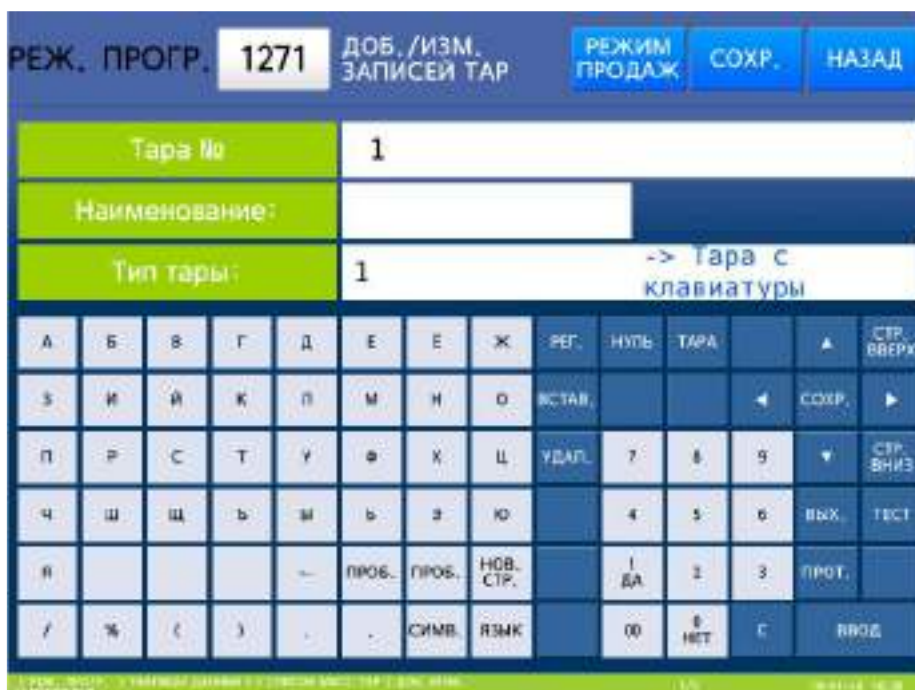 РЕЖ. ПРОГР. 1271 ДОБ./ИЗМ. ЗАПИСЕЙ ТАР РЕЖИМ ПРОДАЖ СОХР. НАЗАД
Тара № 1
Наименование:
Тип тары: 1 -> Тара с клавиатуры
А Б В Г Д Е Ё Ж РЕГ. НУЛЬ ТАРА ▲ СТР. ВВЕРХ
З И Й К Л М Н О ВСТАВ. ◄ СОХР. ►
П Р С Т У Ф Х Ц УДАЛ. 7 8 9 ▼ СТР. ВНИЗ
Ч Ш Щ Ъ Ы Ь Э Ю 4 5 6 ВЫХ. ТЕСТ
Я ← ПРОБ. ПРОБ. НОВ. СТР. 1 ДА 2 3 ПРОТ.
/ % ( ) . СИМВ. ЯЗЫК 00 0 НЕТ С ВВОД